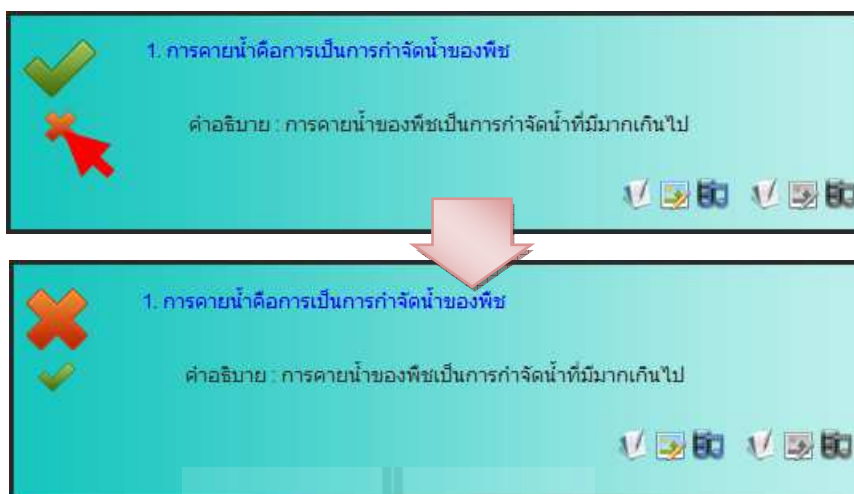 1. การคายน้ำคือการเป็นการกำจัดน้ำของพืช
คำอธิบาย : การคายน้ำของพืชเป็นการกำจัดน้ำที่มีมากเกินไป
1. การคายน้ำคือการเป็นการกำจัดน้ำของพืช
คำอธิบาย : การคายน้ำของพืชเป็นการกำจัดน้ำที่มีมากเกินไป